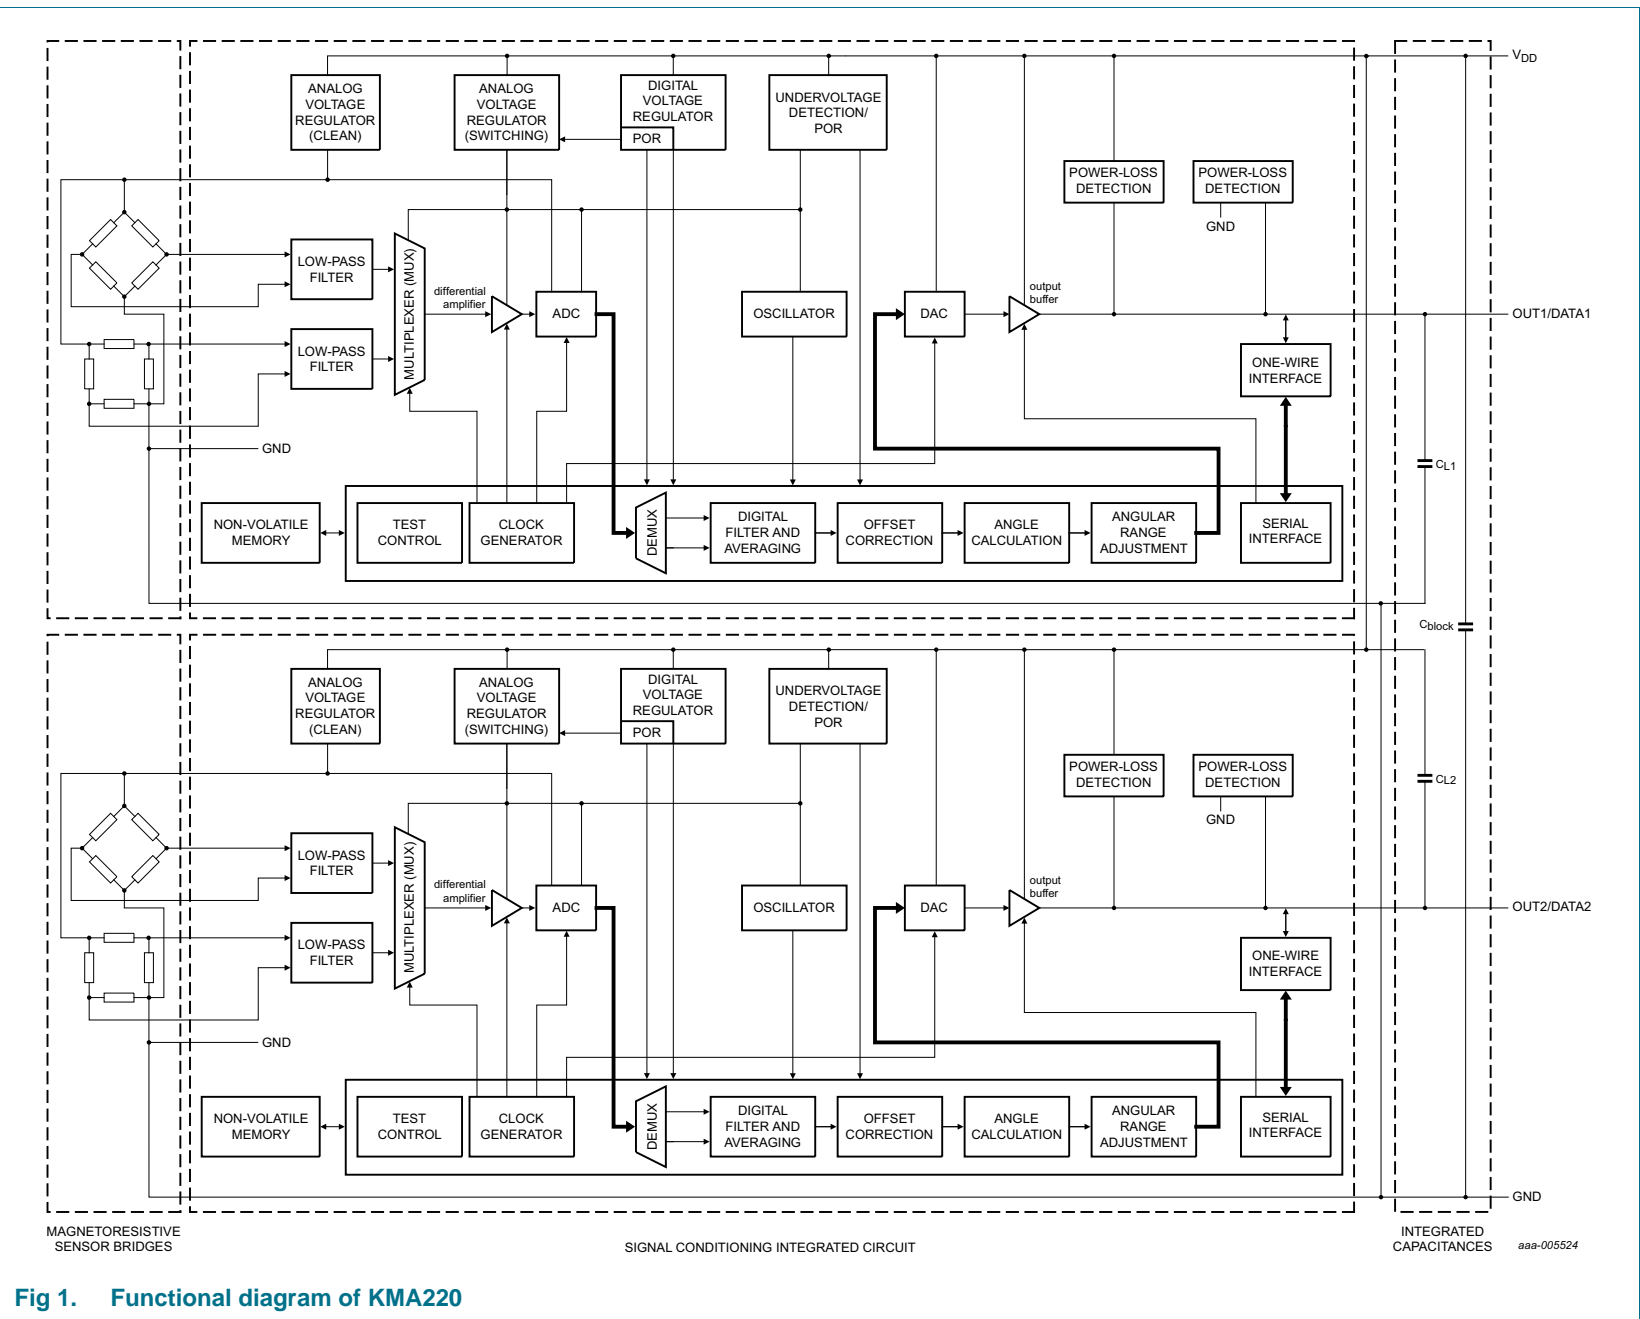 VDD
ANALOG
VOLTAGE
REGULATOR
(CLEAN)
ANALOG
VOLTAGE
REGULATOR
(SWITCHING)
DIGITAL
VOLTAGE
REGULATOR
POR
UNDERVOLTAGE
DETECTION/
POR
POWER-LOSS
DETECTION
POWER-LOSS
DETECTION
GND
LOW-PASS
FILTER
LOW-PASS
FILTER
MULTIPLEXER (MUX)
differential
amplifier
ADC
OSCILLATOR
DAC
output
buffer
OUT1/DATA1
ONE-WIRE
INTERFACE
GND
CL1
NON-VOLATILE
MEMORY
TEST
CONTROL
CLOCK
GENERATOR
DEMUX
DIGITAL
FILTER AND
AVERAGING
OFFSET
CORRECTION
ANGLE
CALCULATION
ANGULAR
RANGE
ADJUSTMENT
SERIAL
INTERFACE
Cblock
ANALOG
VOLTAGE
REGULATOR
(CLEAN)
ANALOG
VOLTAGE
REGULATOR
(SWITCHING)
DIGITAL
VOLTAGE
REGULATOR
POR
UNDERVOLTAGE
DETECTION/
POR
POWER-LOSS
DETECTION
POWER-LOSS
DETECTION
GND
CL2
LOW-PASS
FILTER
LOW-PASS
FILTER
MULTIPLEXER (MUX)
differential
amplifier
ADC
OSCILLATOR
DAC
output
buffer
OUT2/DATA2
ONE-WIRE
INTERFACE
GND
NON-VOLATILE
MEMORY
TEST
CONTROL
CLOCK
GENERATOR
DEMUX
DIGITAL
FILTER AND
AVERAGING
OFFSET
CORRECTION
ANGLE
CALCULATION
ANGULAR
RANGE
ADJUSTMENT
SERIAL
INTERFACE
GND
MAGNETORESISTIVE
SENSOR BRIDGES
SIGNAL CONDITIONING INTEGRATED CIRCUIT
INTEGRATED
CAPACITANCES
aaa-005524
Fig 1. Functional diagram of KMA220